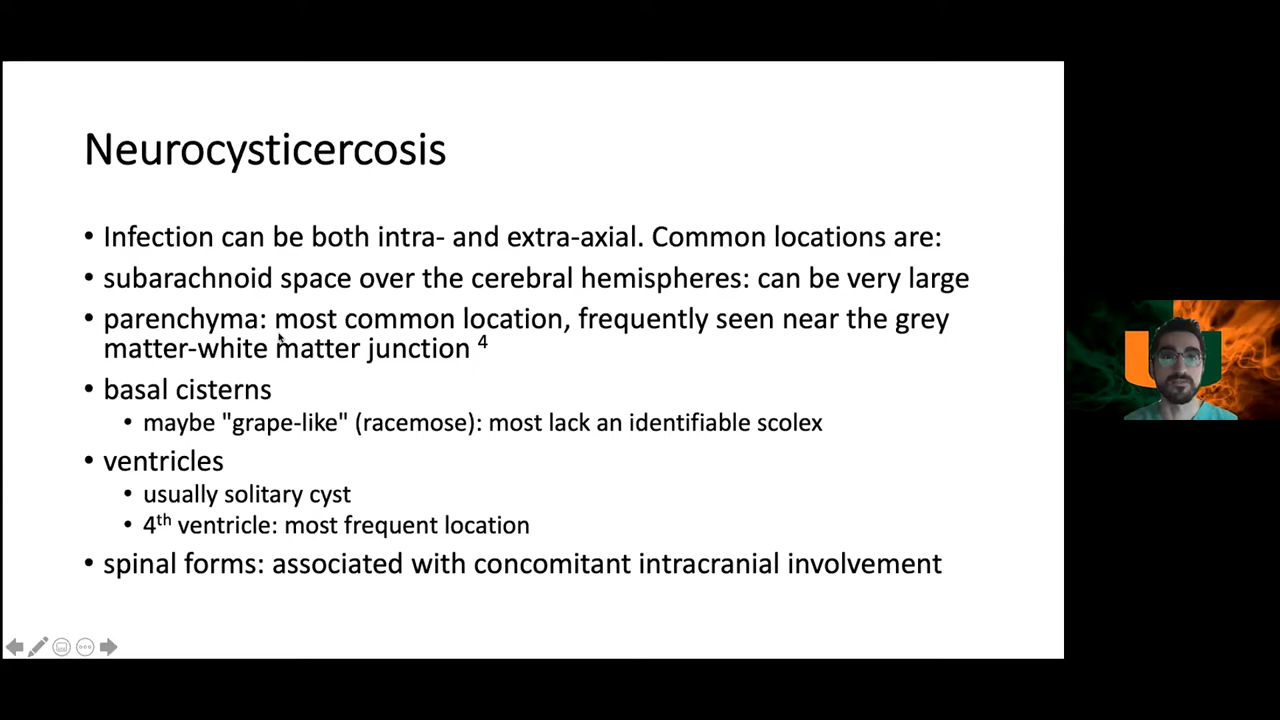 Neurocysticercosis
• Infection can be both intra- and extra-axial. Common locations are:
• subarachnoid space over the cerebral hemispheres: can be very large
• parenchyma: most common location, frequently seen near the grey
matter-white matter junction ⁴
• basal cisterns
• maybe "grape-like" (racemose): most lack an identifiable scolex
• ventricles
• usually solitary cyst
• 4ᵗʰ ventricle: most frequent location
• spinal forms: associated with concomitant intracranial involvement